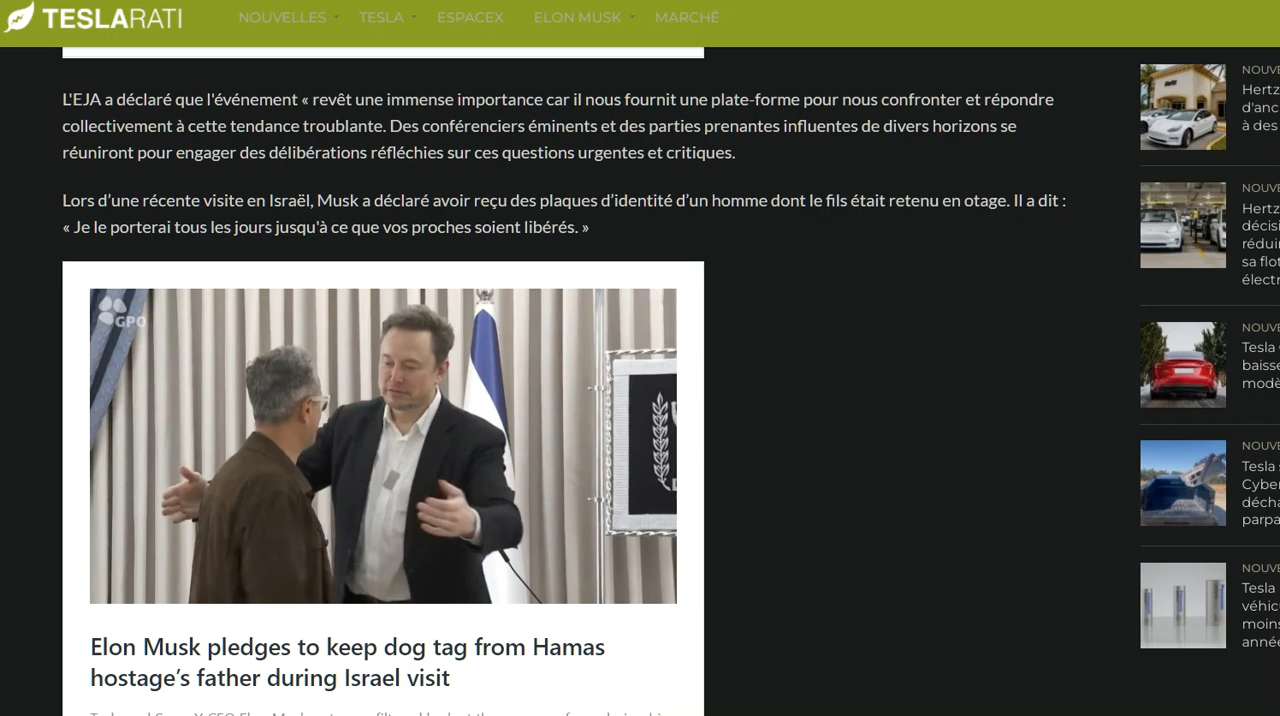 TESLARATI
NOUVELLES
TESLA
ESPACEX
ELON MUSK
MARCHÉ
L'EJA a déclaré que l'événement « revêt une immense importance car il nous fournit une plate-forme pour nous confronter et répondre
collectivement à cette tendance troublante. Des conférenciers éminents et des parties prenantes influentes de divers horizons se
réuniront pour engager des délibérations réfléchies sur ces questions urgentes et critiques.
Lors d’une récente visite en Israël, Musk a déclaré avoir reçu des plaques d’identité d’un homme dont le fils était retenu en otage. Il a dit :
« Je le porterai tous les jours jusqu'à ce que vos proches soient libérés. »
GPO
Elon Musk pledges to keep dog tag from Hamas
hostage’s father during Israel visit
NOUVE
Hertz
d'anc
à des
NOUVE
Hertz
décisi
rédui
sa flot
électr
NOUVE
Tesla
baisse
modè
NOUVE
Tesla
Cyber
décha
parpa
NOUVE
Tesla
véhic
moins
année